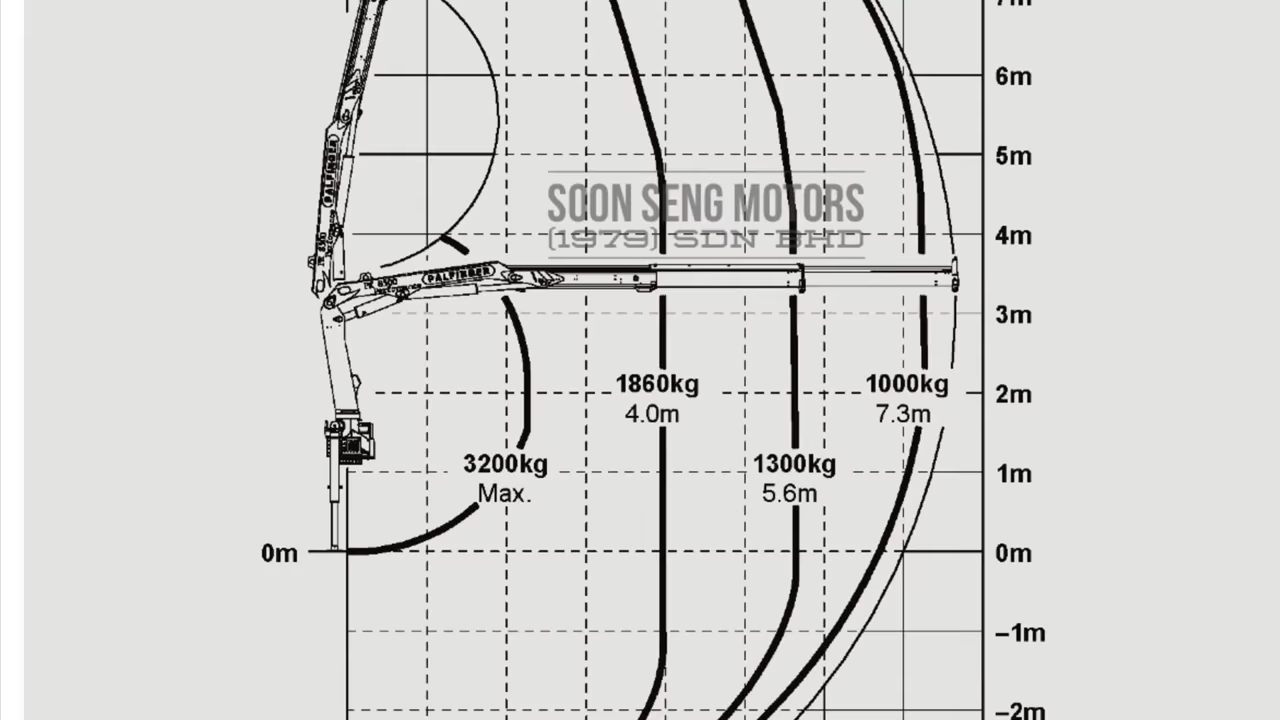 7m
6m
PALFINGER
5m
SOON SENG MOTORS
(1979) SDN BHD
4m
PALFINGER
3m
1860kg
4.0m
1000kg
7.3m
2m
3200kg
Max.
1300kg
5.6m
1m
0m
0m
–1m
–2m